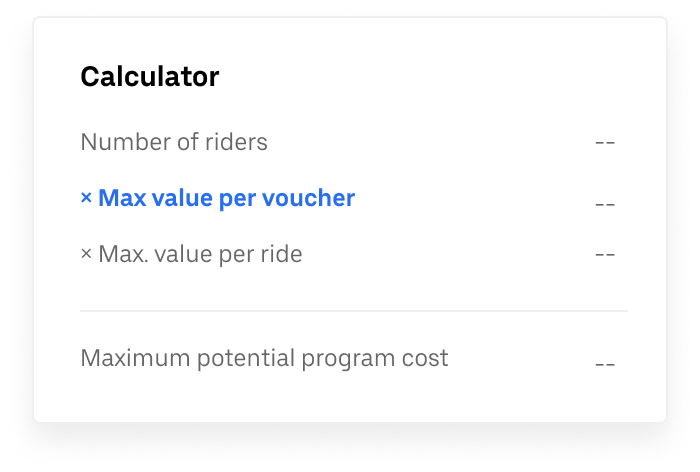 Calculator
Number of riders --
× Max value per voucher --
× Max. value per ride --
Maximum potential program cost --